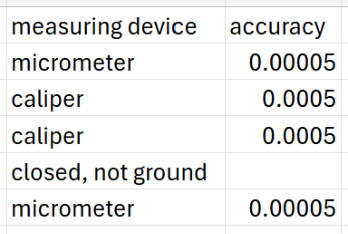 measuring device accuracy
micrometer 0.00005
caliper 0.0005
caliper 0.0005
closed, not ground
micrometer 0.00005